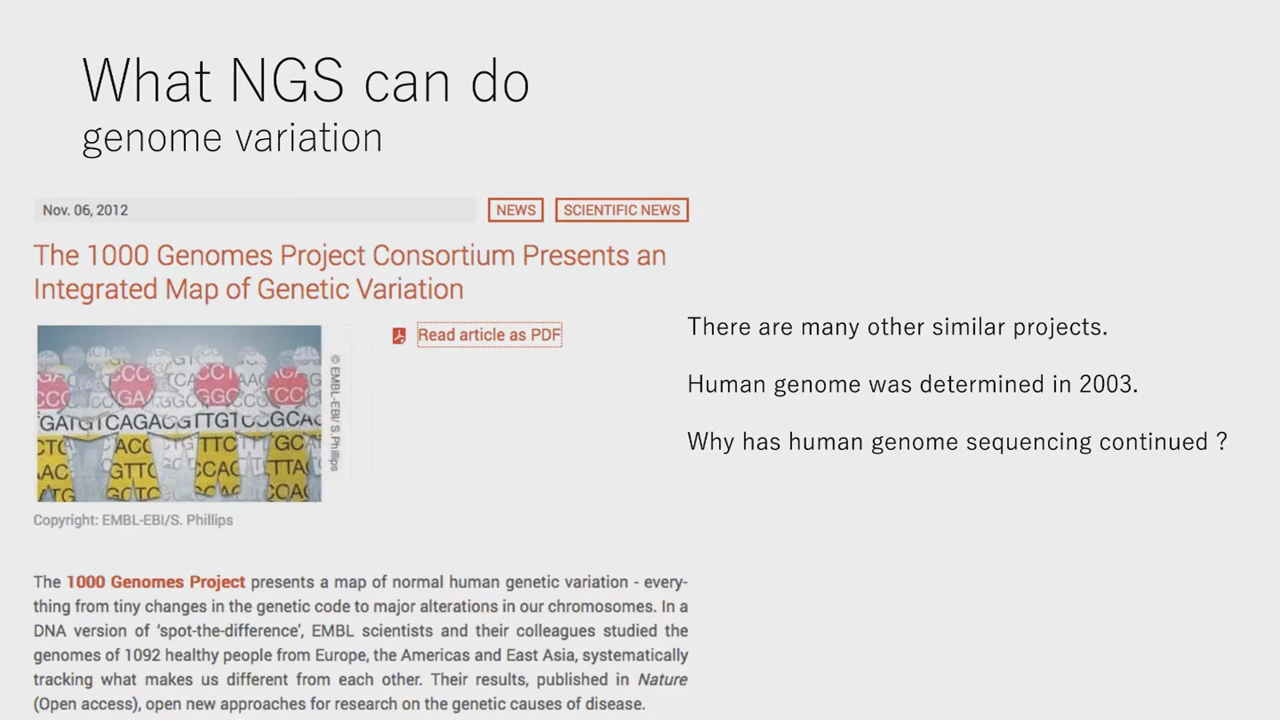 What NGS can do
genome variation
Nov. 06, 2012
NEWS
SCIENTIFIC NEWS
The 1000 Genomes Project Consortium Presents an
Integrated Map of Genetic Variation
Read article as PDF
© EMBL-EBI/ S.Phillips
Copyright: EMBL-EBI/S. Phillips
There are many other similar projects.
Human genome was determined in 2003.
Why has human genome sequencing continued ?
The 1000 Genomes Project presents a map of normal human genetic variation - every-
thing from tiny changes in the genetic code to major alterations in our chromosomes. In a
DNA version of 'spot-the-difference', EMBL scientists and their colleagues studied the
genomes of 1092 healthy people from Europe, the Americas and East Asia, systematically
tracking what makes us different from each other. Their results, published in Nature
(Open access), open new approaches for research on the genetic causes of disease.